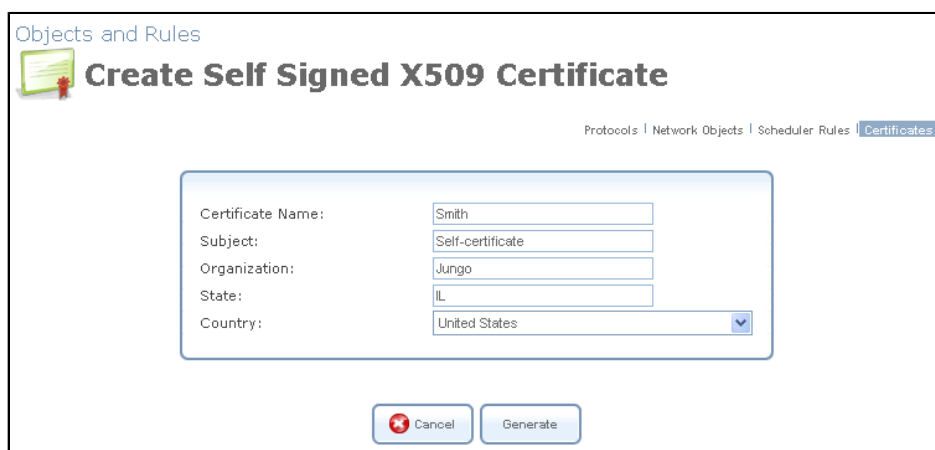 Objects and Rules
Create Self Signed X509 Certificate
Protocols | Network Objects | Scheduler Rules | Certificates
Certificate Name: Smith
Subject: Self-certificate
Organization: Jungo
State: IL
Country: United States
Cancel Generate